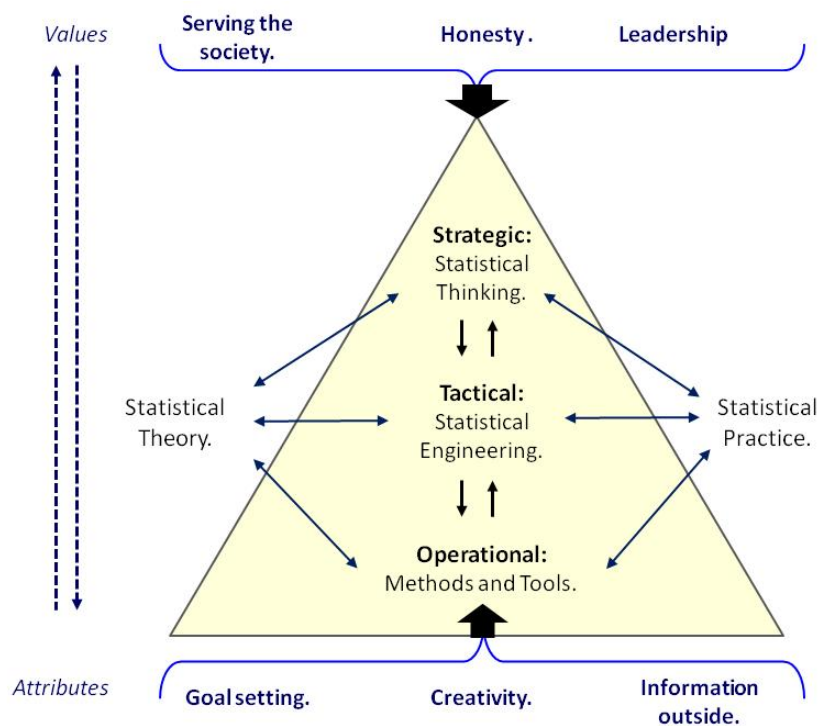 Values
Serving the
society.
Honesty .
Leadership
Strategic:
Statistical
Thinking.
Statistical
Theory.
Tactical:
Statistical
Engineering.
Statistical
Practice.
Operational:
Methods and Tools.
Attributes
Goal setting.
Creativity.
Information
outside.